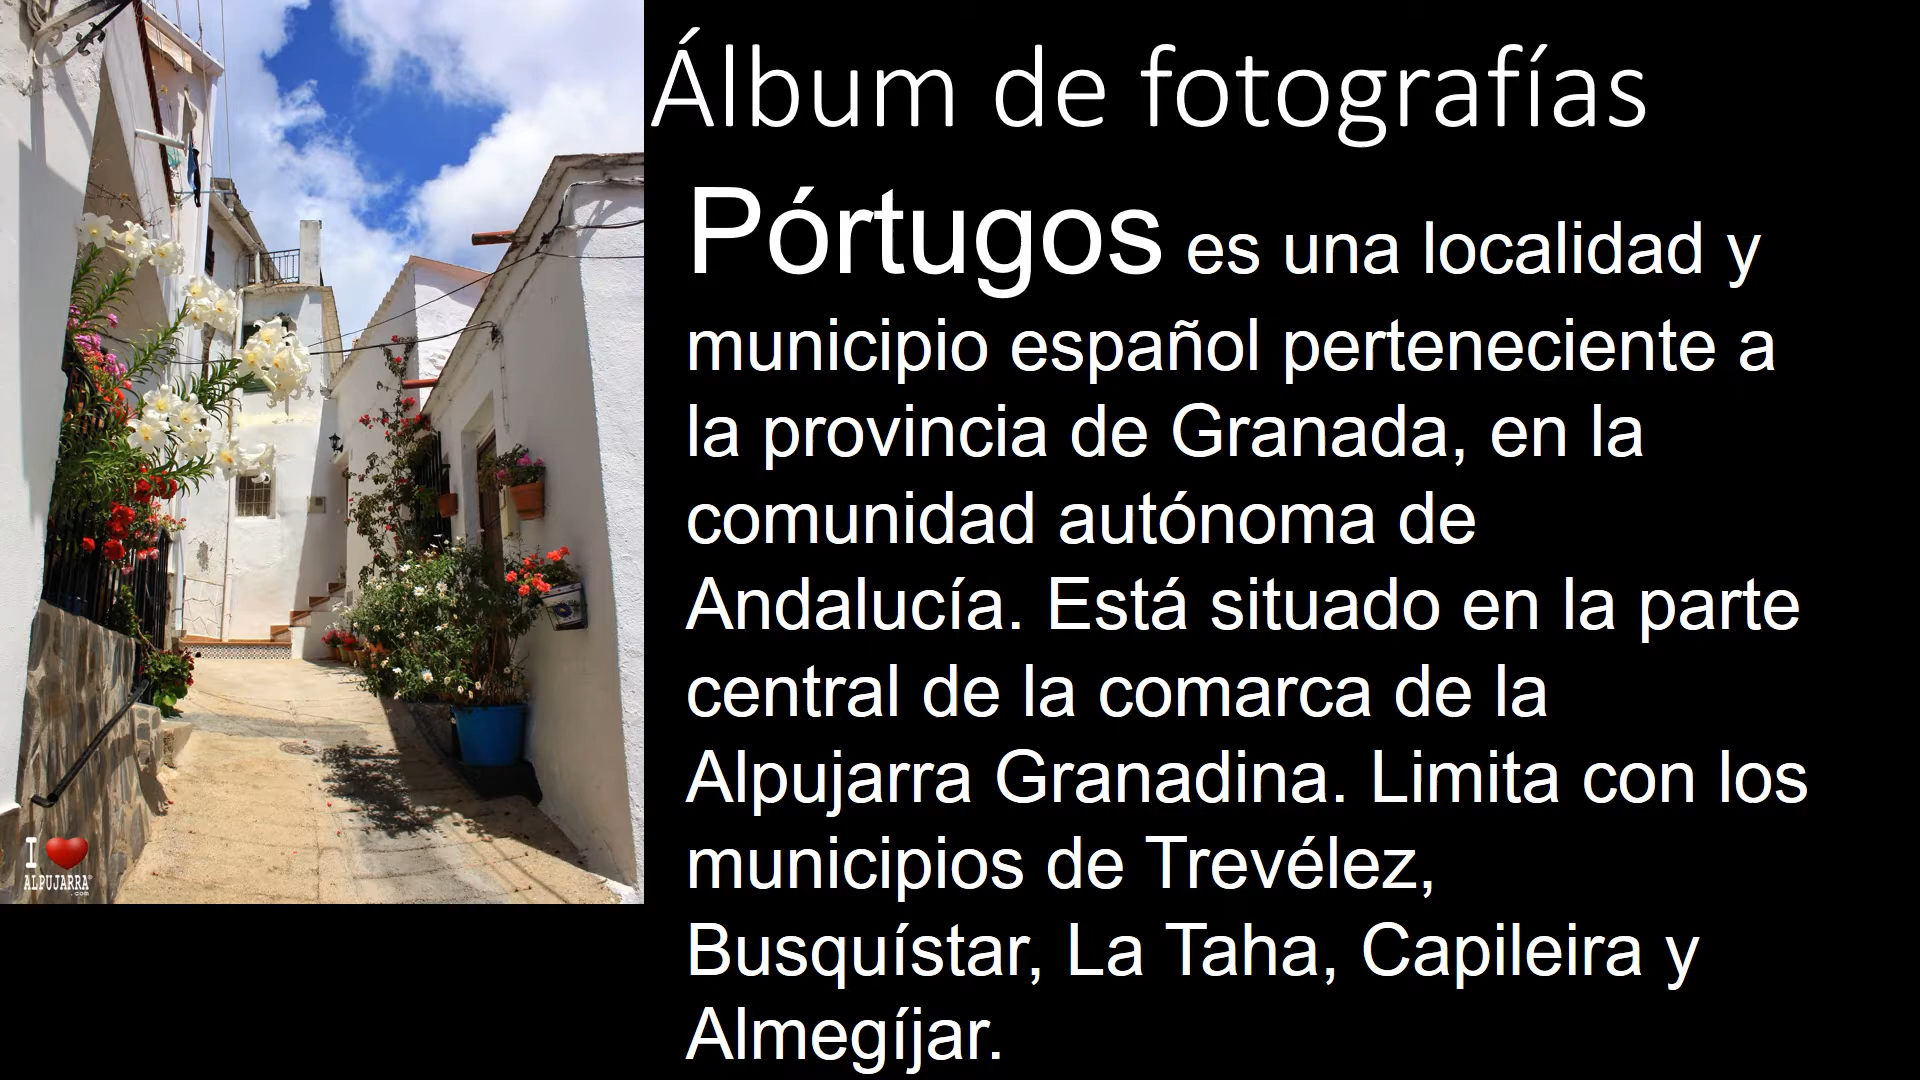 Álbum de fotografías
Pórtugos es una localidad y
municipio español perteneciente a
la provincia de Granada, en la
comunidad autónoma de
Andalucía. Está situado en la parte
central de la comarca de la
Alpujarra Granadina. Limita con los
municipios de Trevélez,
Busquístar, La Taha, Capileira y
Almegíjar.
I ❤
ALPUJARRA®
.com